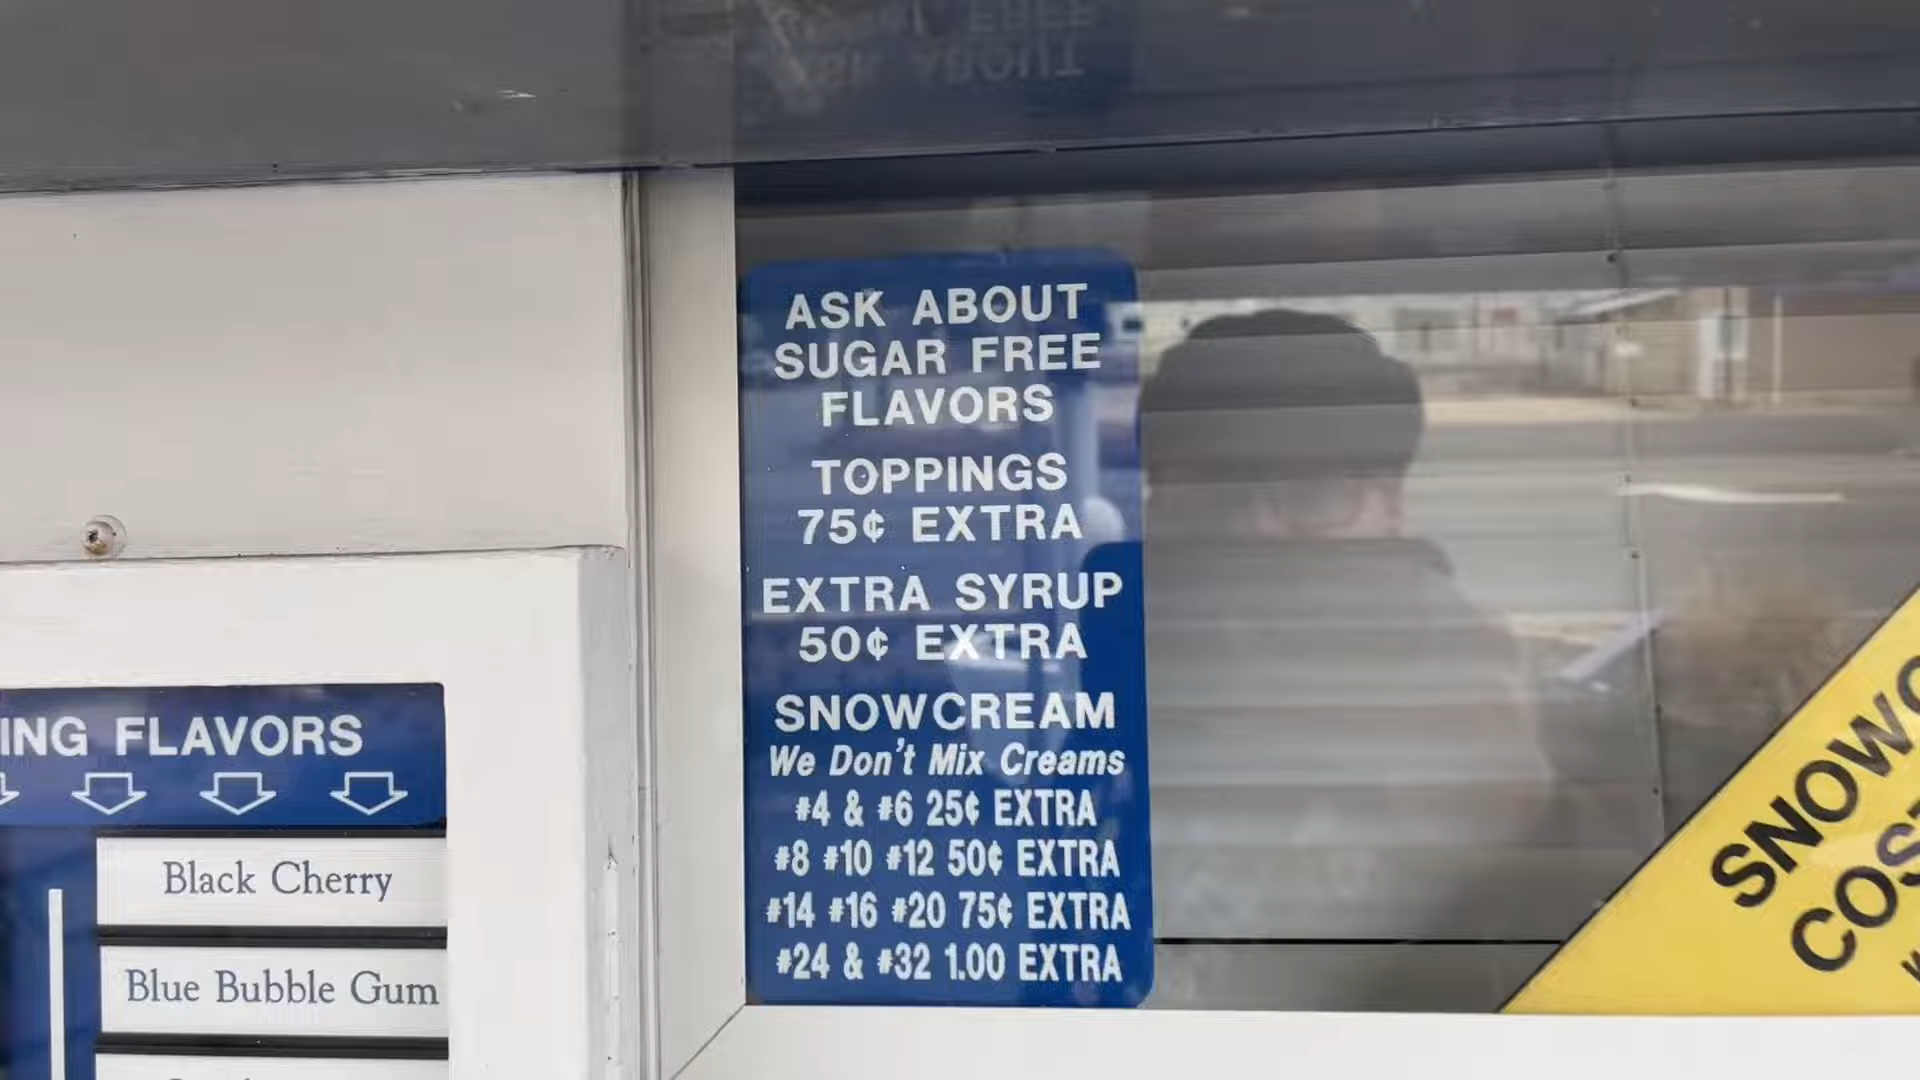 ASK ABOUT
SUGAR FREE
FLAVORS
TOPPINGS
75¢ EXTRA
EXTRA SYRUP
50¢ EXTRA
SNOWCREAM
We Don't Mix Creams
#4 & #6 25¢ EXTRA
#8 #10 #12 50¢ EXTRA
#14 #16 #20 75¢ EXTRA
#24 & #32 1.00 EXTRA
ING FLAVORS
Black Cherry
Blue Bubble Gum
SNOWC
COS